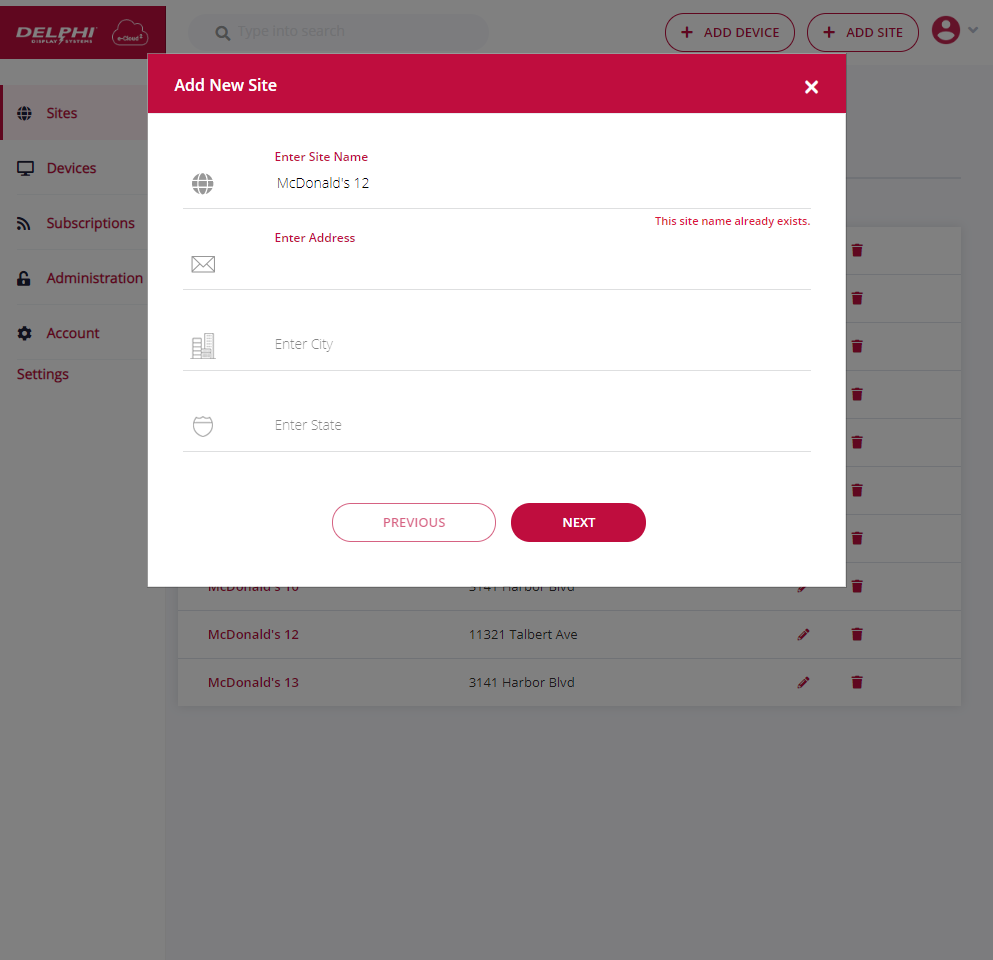 DELPHI
DISPLAY SYSTEMS
e-Cloud
Type into search
+ ADD DEVICE
+ ADD SITE
Add New Site
Sites
Devices
Subscriptions
Administration
Account
Settings
Enter Site Name
McDonald's 12
This site name already exists.
Enter Address
Enter City
Enter State
PREVIOUS
NEXT
McDonald's 10 3141 Harbor Blvd
McDonald's 12 11321 Talbert Ave
McDonald's 13 3141 Harbor Blvd